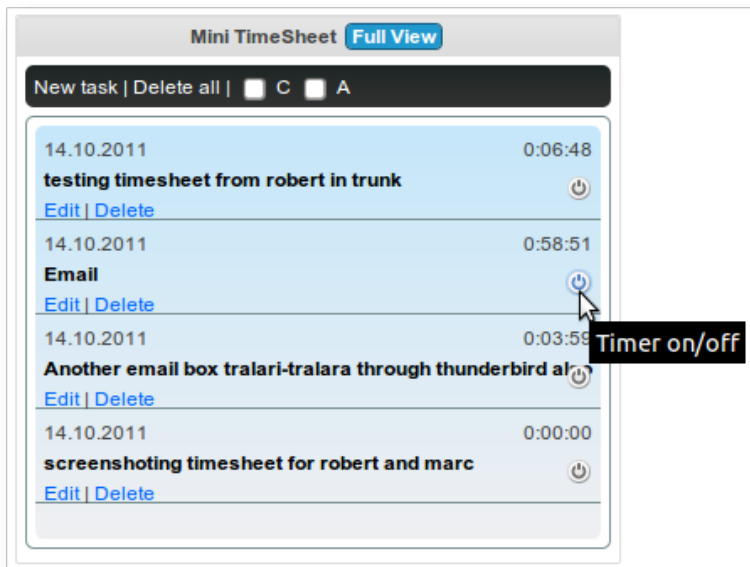 Mini TimeSheet Full View
New task | Delete all | C A
14.10.2011 0:06:48
testing timesheet from robert in trunk
Edit | Delete
14.10.2011 0:58:51
Email
Edit | Delete
Timer on/off
14.10.2011 0:03:59
Another email box tralari-tralara through thunderbird
Edit | Delete
14.10.2011 0:00:00
screenshoting timesheet for robert and marc
Edit | Delete